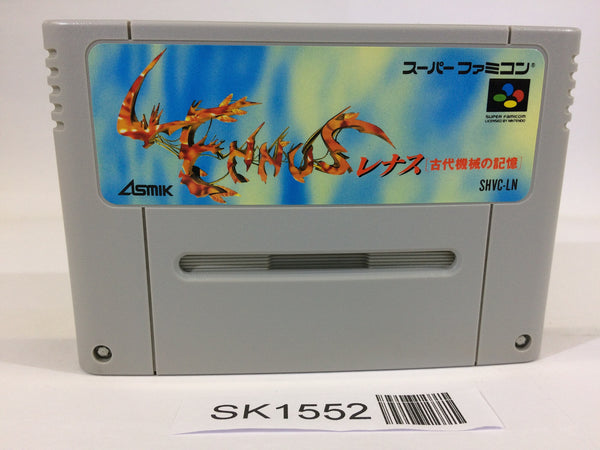 スーパーファミコン®
SUPER FAMICOM
LICENSED BY NINTENDO
LENNUS
レナス[古代機械の記憶]
ASMIK
SHVC-LN
SK1552